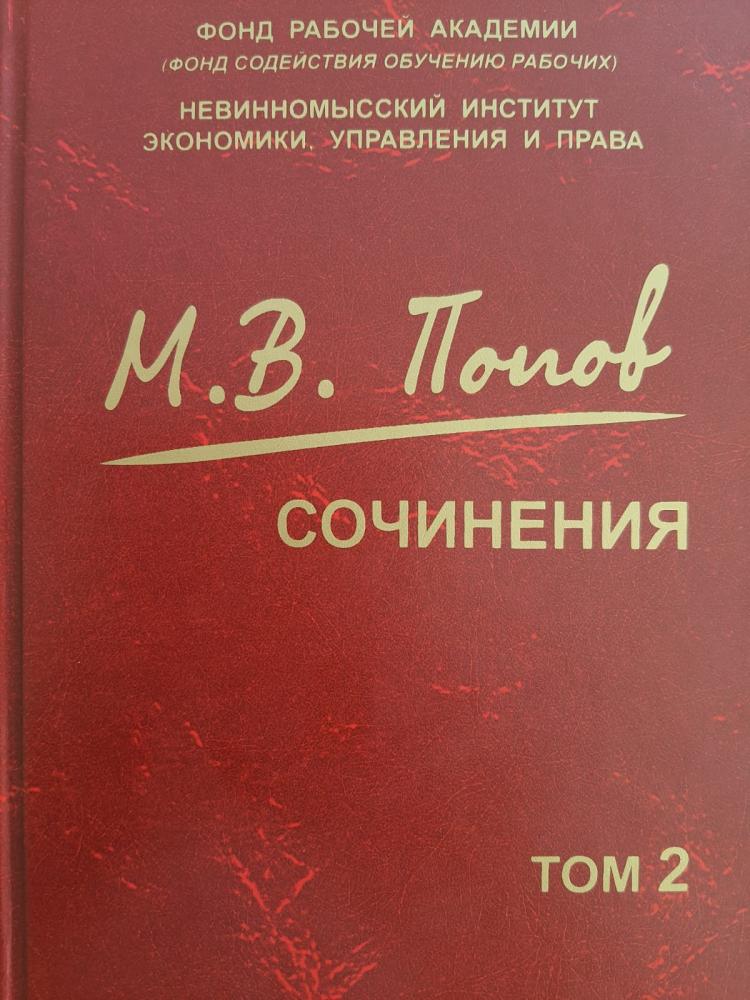 ФОНД РАБОЧЕЙ АКАДЕМИИ
(ФОНД СОДЕЙСТВИЯ ОБУЧЕНИЮ РАБОЧИХ)
НЕВИННОМЫССКИЙ ИНСТИТУТ
ЭКОНОМИКИ, УПРАВЛЕНИЯ И ПРАВА
М.В. Попов
СОЧИНЕНИЯ
ТОМ 2